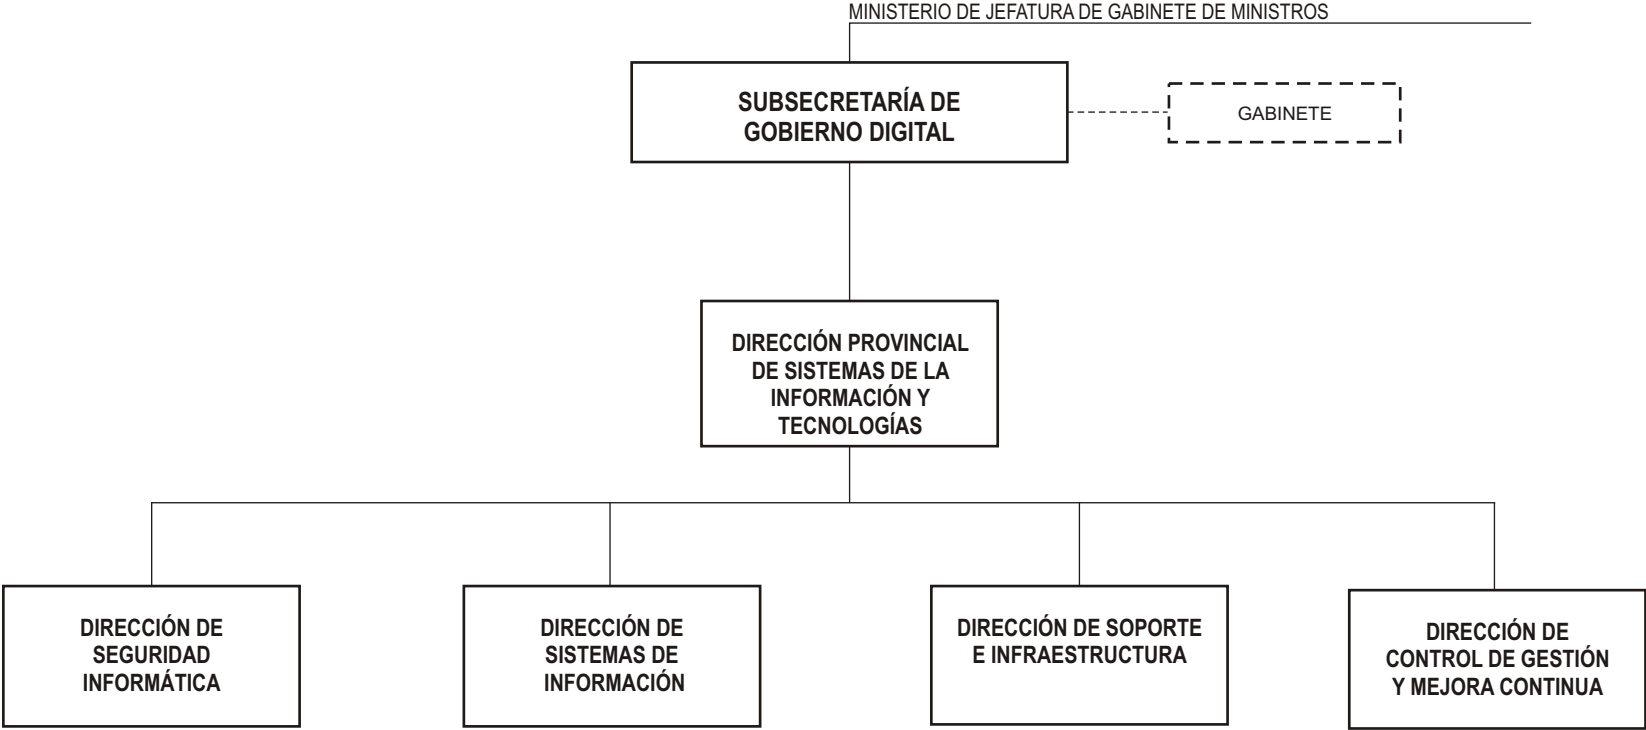 MINISTERIO DE JEFATURA DE GABINETE DE MINISTROS
SUBSECRETARÍA DE
GOBIERNO DIGITAL
GABINETE
DIRECCIÓN PROVINCIAL
DE SISTEMAS DE LA
INFORMACIÓN Y
TECNOLOGÍAS
DIRECCIÓN DE
SEGURIDAD
INFORMÁTICA
DIRECCIÓN DE
SISTEMAS DE
INFORMACIÓN
DIRECCIÓN DE SOPORTE
E INFRAESTRUCTURA
DIRECCIÓN DE
CONTROL DE GESTIÓN
Y MEJORA CONTINUA